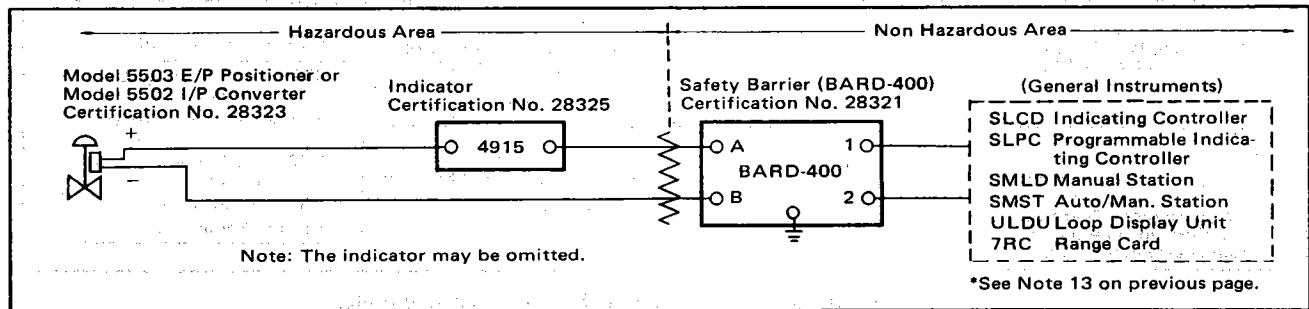 Hazardous Area
Non Hazardous Area
Model 5503 E/P Positioner or
Model 5502 I/P Converter
Certification No. 28323
+
−
Indicator
Certification No. 28325
4915
Note: The indicator may be omitted.
Safety Barrier (BARD-400)
Certification No. 28321
A
1
BARD-400
B
2
(General Instruments)
SLCD Indicating Controller
SLPC Programmable Indica-
ting Controller
SMLD Manual Station
SMST Auto/Man. Station
ULDU Loop Display Unit
7RC Range Card
*See Note 13 on previous page.